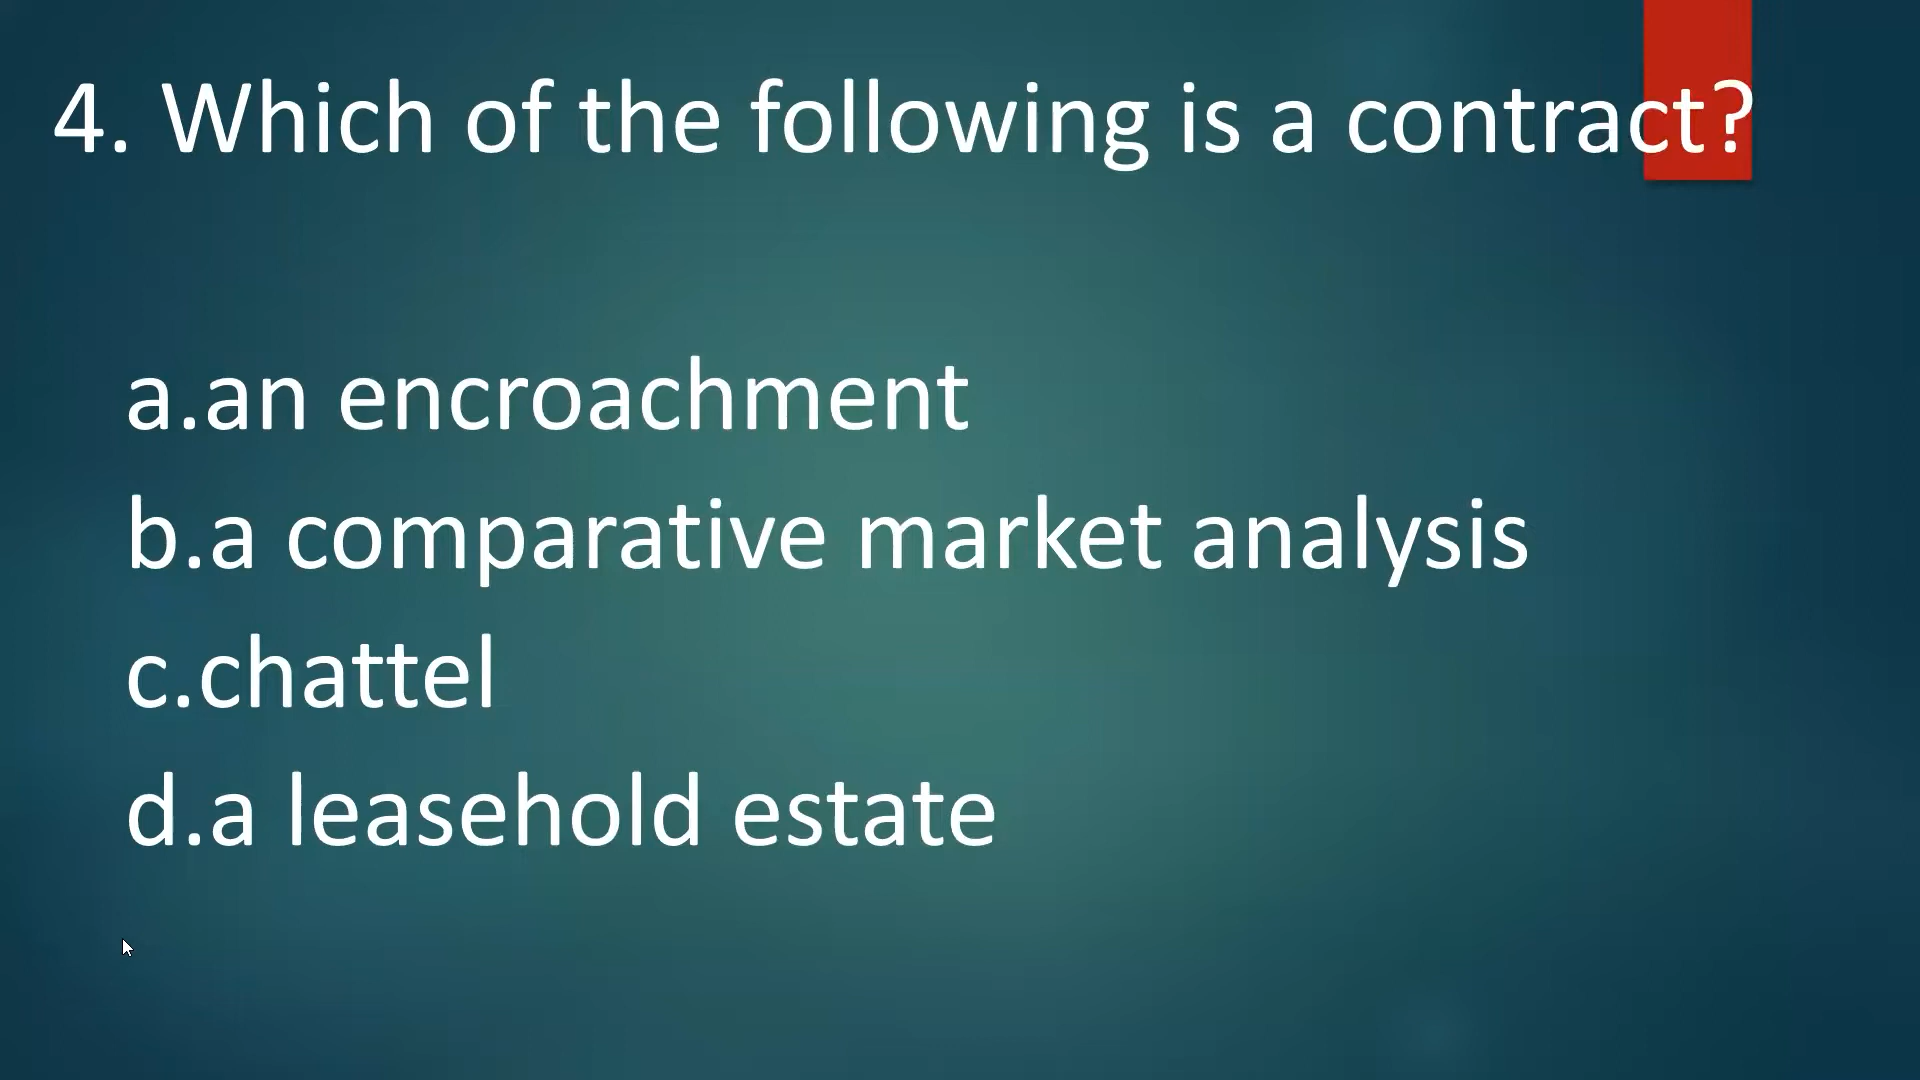 4. Which of the following is a contract?
a.an encroachment
b.a comparative market analysis
c.chattel
d.a leasehold estate